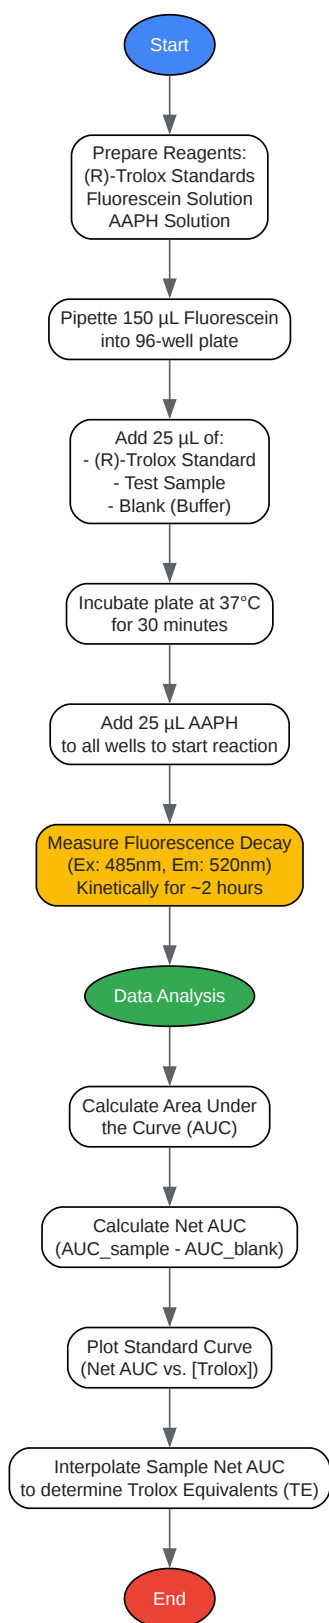 Start
Prepare Reagents:
(R)-Trolox Standards
Fluorescein Solution
AAPH Solution
Pipette 150 µL Fluorescein
into 96-well plate
Add 25 µL of:
- (R)-Trolox Standard
- Test Sample
- Blank (Buffer)
Incubate plate at 37°C
for 30 minutes
Add 25 µL AAPH
to all wells to start reaction
Measure Fluorescence Decay
(Ex: 485nm, Em: 520nm)
Kinetically for ~2 hours
Data Analysis
Calculate Area Under
the Curve (AUC)
Calculate Net AUC
(AUC_sample - AUC_blank)
Plot Standard Curve
(Net AUC vs. [Trolox])
Interpolate Sample Net AUC
to determine Trolox Equivalents (TE)
End